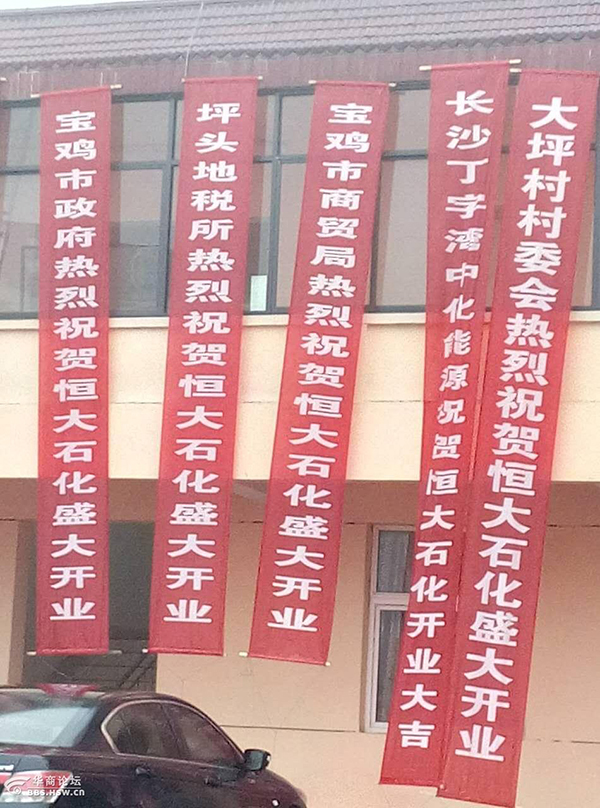 宝鸡市政府热烈祝贺恒大石化盛大开业
坪头地税所热烈祝贺恒大石化盛大开业
宝鸡市商贸局热烈祝贺恒大石化盛大开业
长沙丁字湾中化能源祝贺恒大石化开业大吉
大坪村村委会热烈祝贺恒大石化盛大开业
华商论坛
BBS.HSW.CN